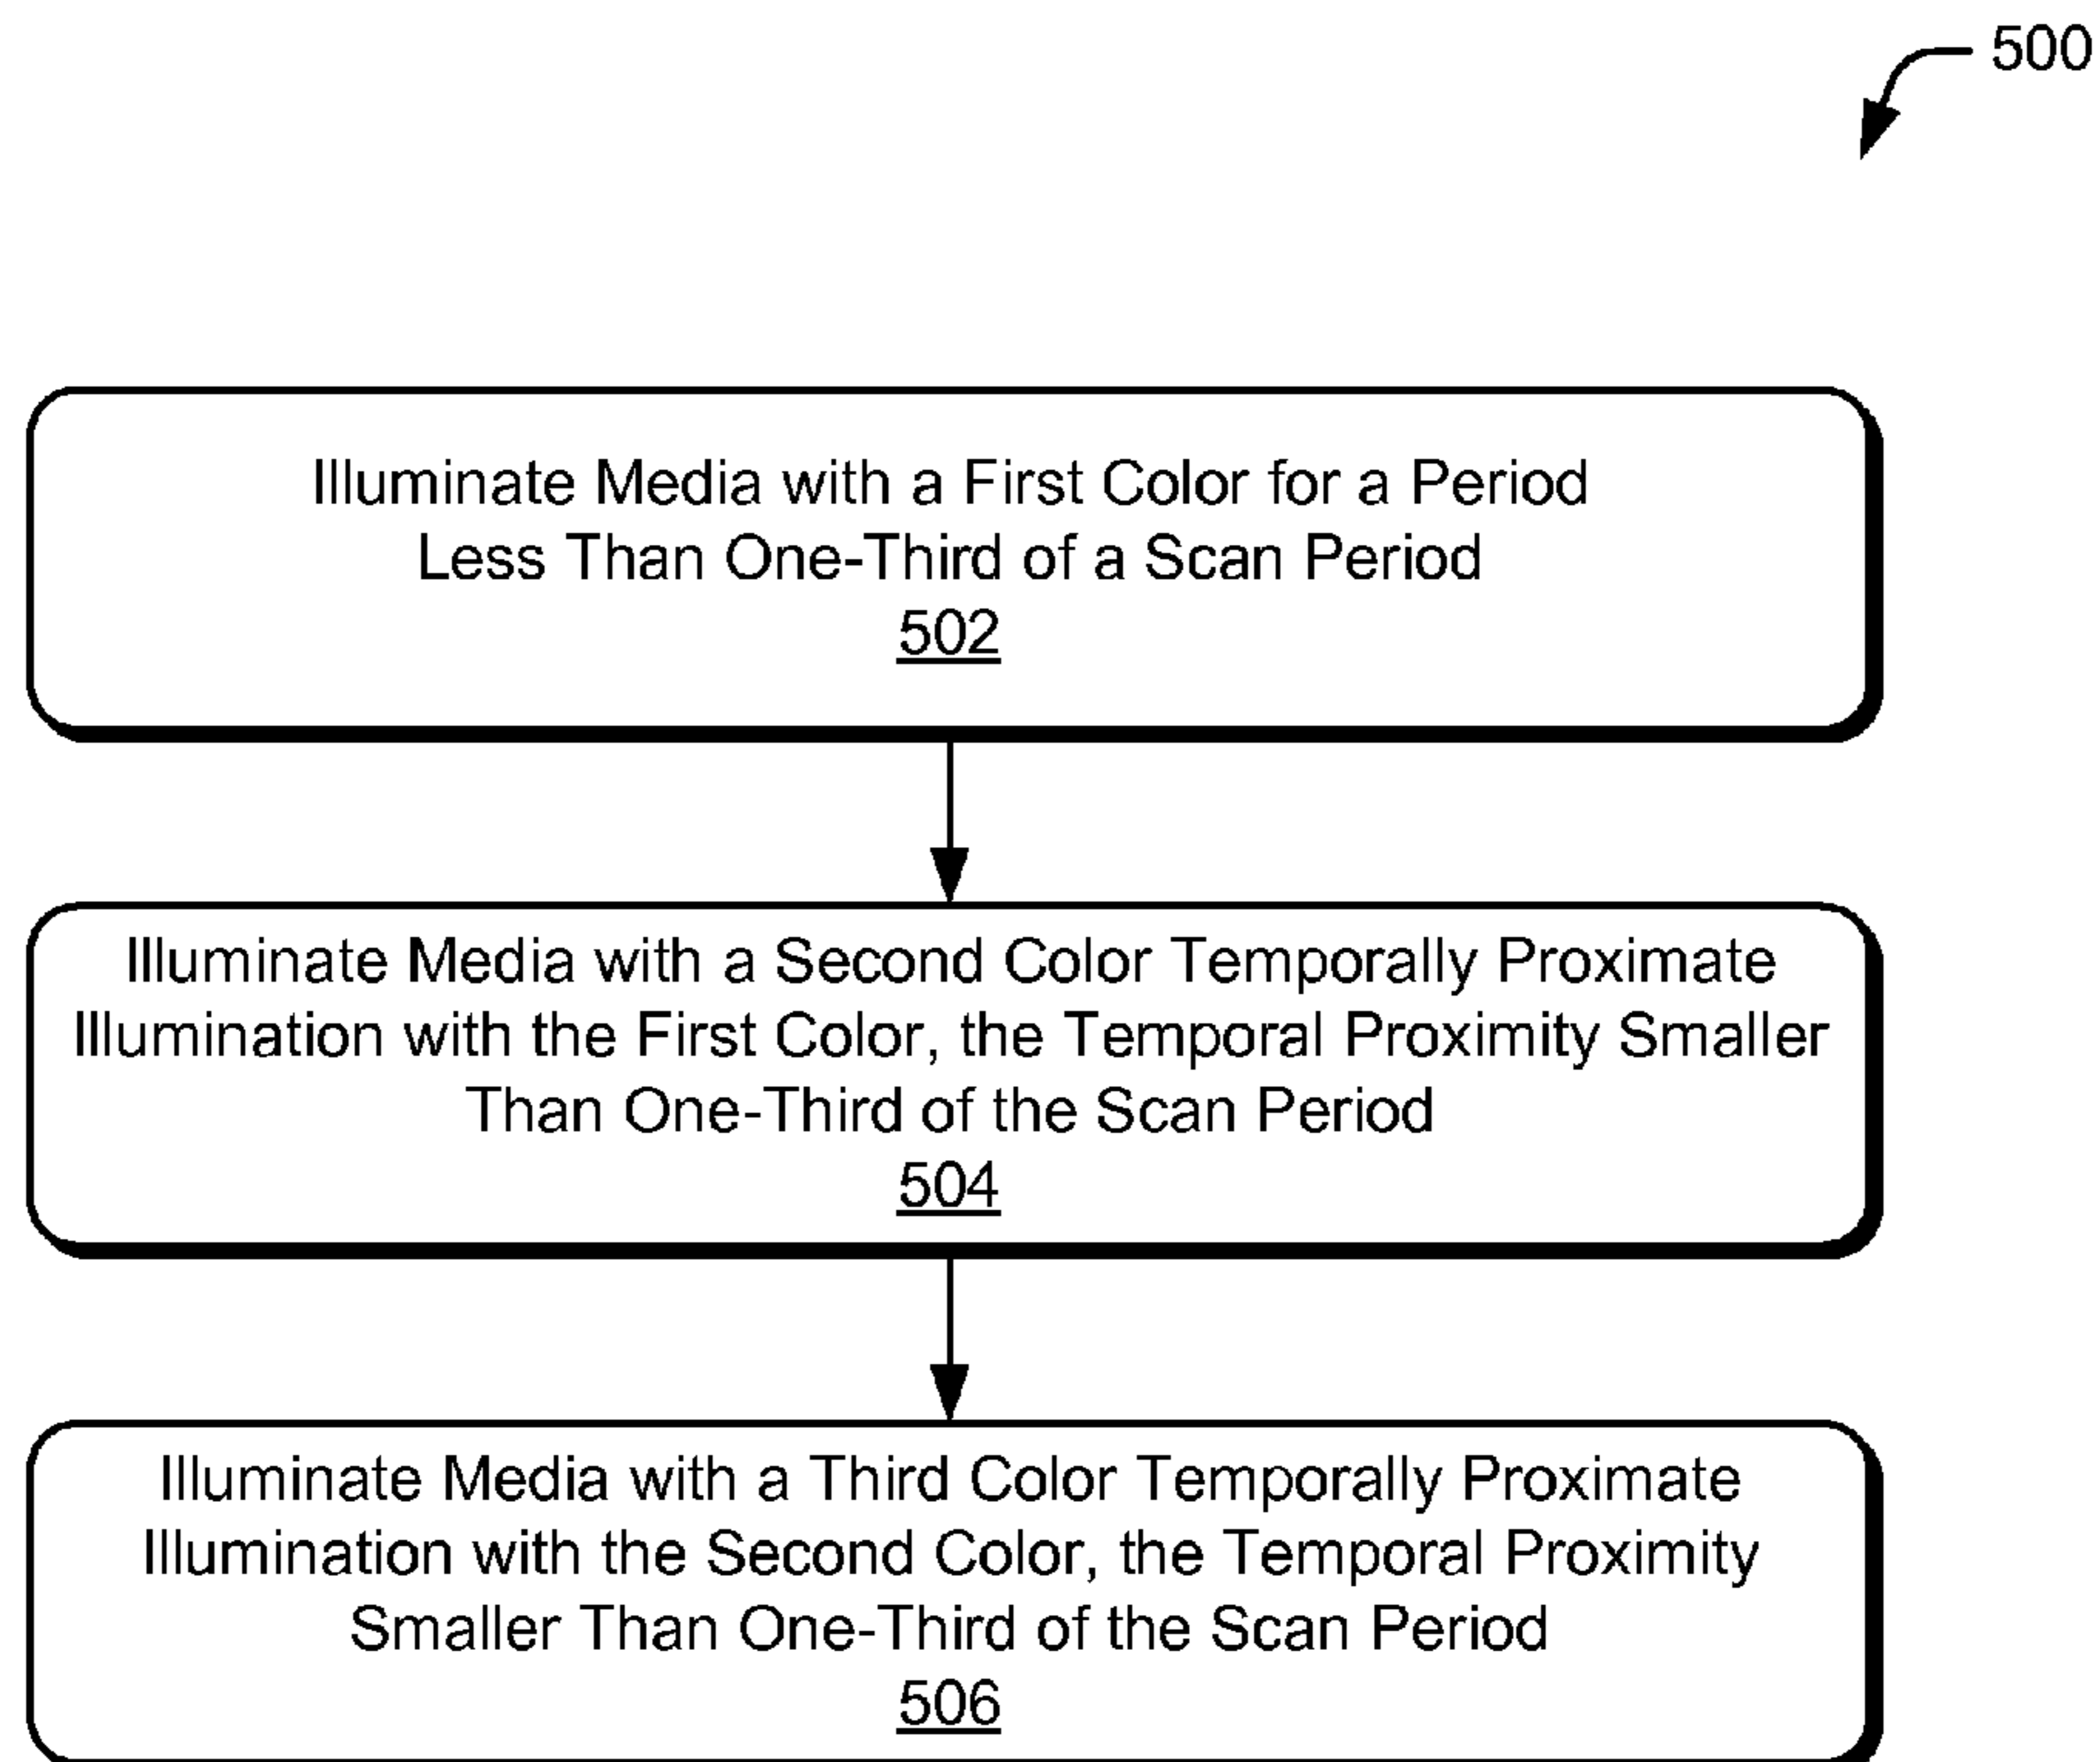 500
Illuminate Media with a First Color for a Period
Less Than One-Third of a Scan Period
502
Illuminate Media with a Second Color Temporally Proximate
Illumination with the First Color, the Temporal Proximity Smaller
Than One-Third of the Scan Period
504
Illuminate Media with a Third Color Temporally Proximate
Illumination with the Second Color, the Temporal Proximity
Smaller Than One-Third of the Scan Period
506